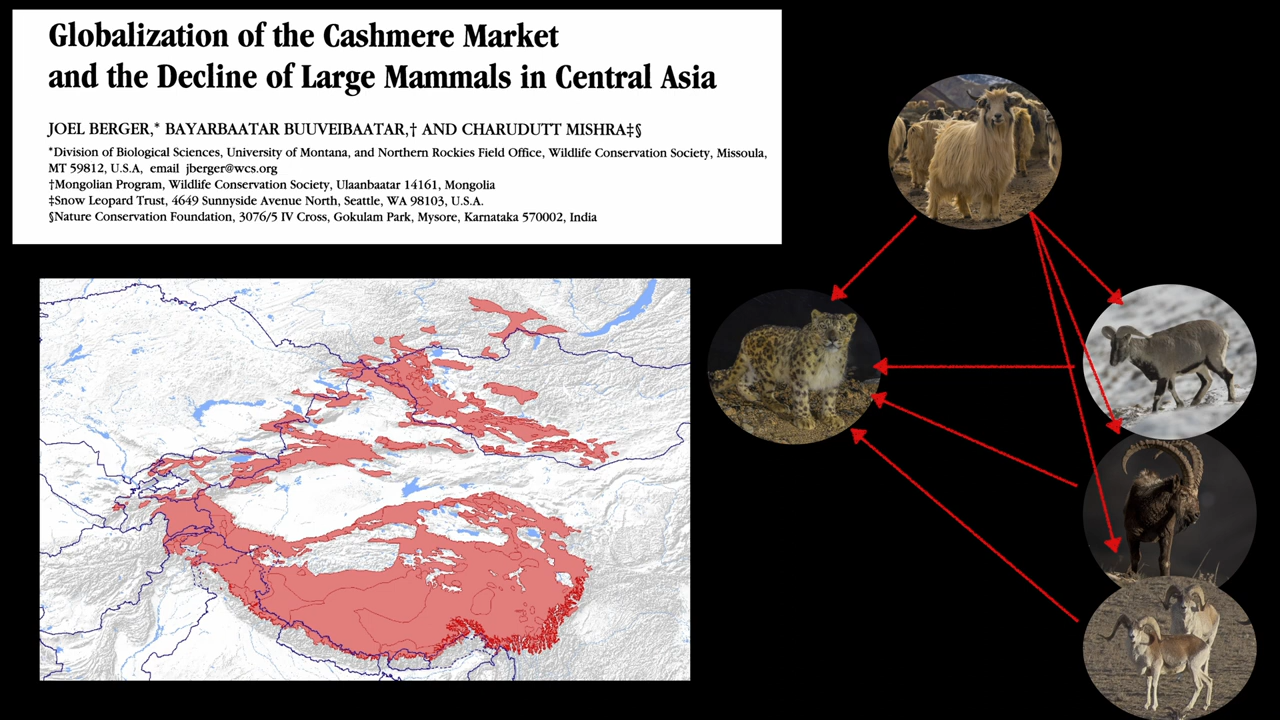 Globalization of the Cashmere Market
and the Decline of Large Mammals in Central Asia
JOEL BERGER,* BAYARBAATAR BUUVEIBAATAR,† AND CHARUDUTT MISHRA‡§
*Division of Biological Sciences, University of Montana, and Northern Rockies Field Office, Wildlife Conservation Society, Missoula,
MT 59812, U.S.A, email jberger@wcs.org
†Mongolian Program, Wildlife Conservation Society, Ulaanbaatar 14161, Mongolia
‡Snow Leopard Trust, 4649 Sunnyside Avenue North, Seattle, WA 98103, U.S.A.
§Nature Conservation Foundation, 3076/5 IV Cross, Gokulam Park, Mysore, Karnataka 570002, India